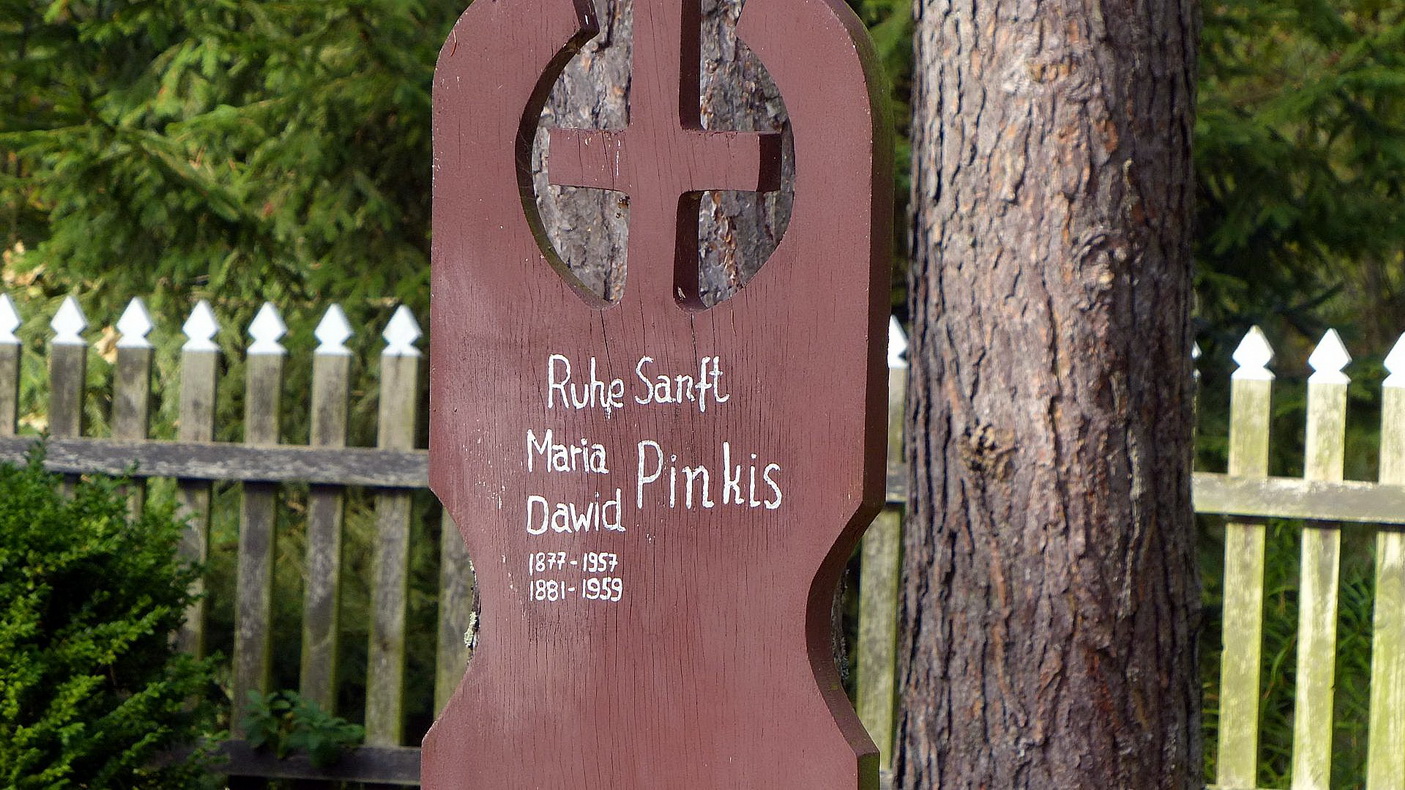 Ruhe Sanft
Maria
Dawid
Pinkis
1877-1957
1881-1959